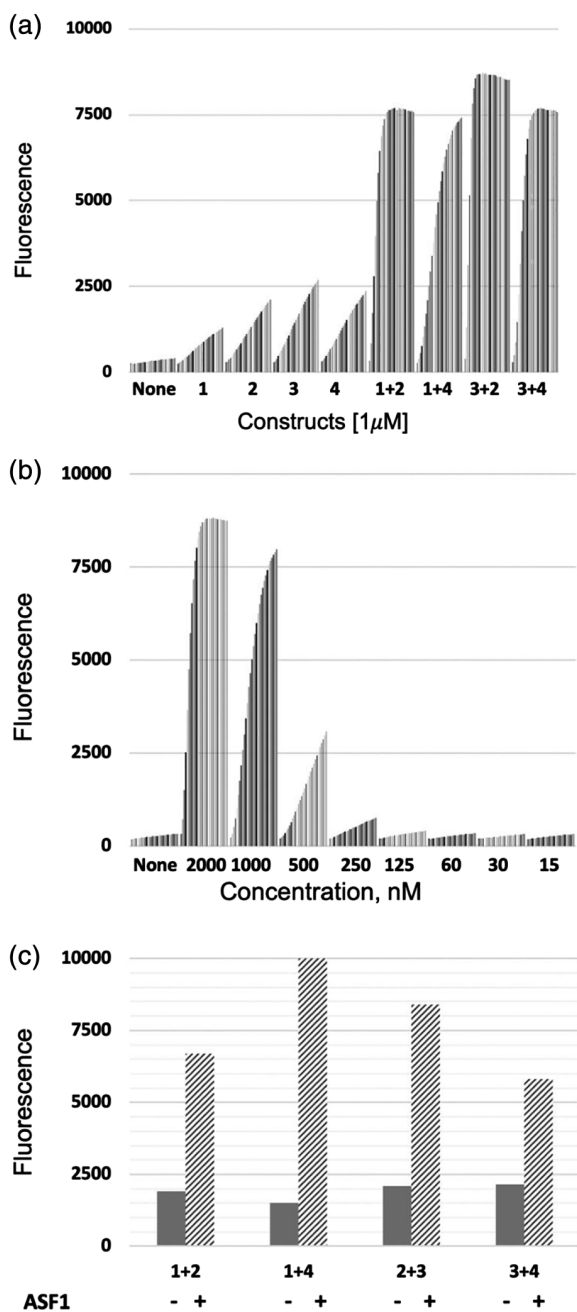 (a)
10000
7500
5000
2500
0
Fluorescence
None 1 2 3 4 1+2 1+4 3+2 3+4
Constructs [1μM]
(b)
10000
7500
5000
2500
0
Fluorescence
None 2000 1000 500 250 125 60 30 15
Concentration, nM
(c)
10000
7500
5000
2500
0
Fluorescence
1+2 1+4 2+3 3+4
ASF1 - + - + - + - +